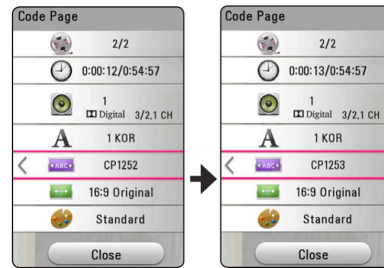 Code Page
2/2
0:00:12/0:54:57
1
Digital 3/2,1 CH
A
1 KOR
ABC
CP1252
16:9 Original
Standard
Close
Code Page
2/2
0:00:13/0:54:57
1
Digital 3/2,1 CH
A
1 KOR
ABC
CP1253
16:9 Original
Standard
Close